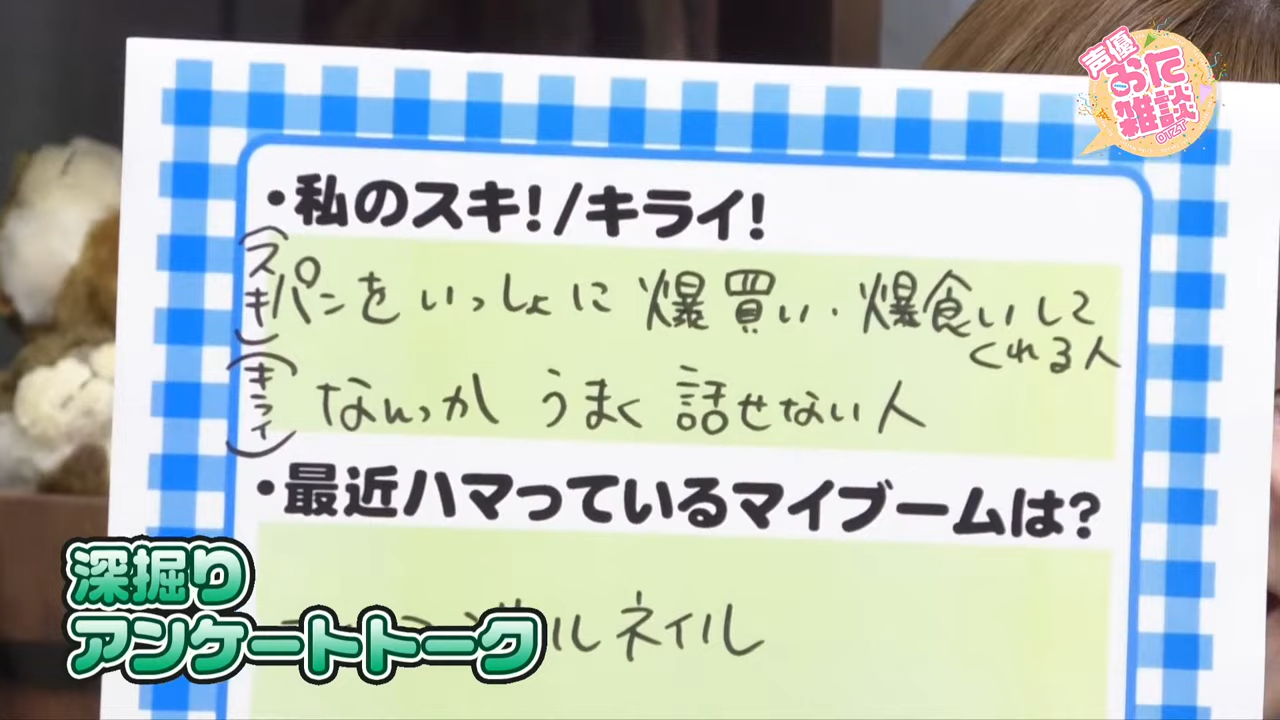 声優
おに
雑談
OTZT
・私のスキ!/キライ!
(スキ)パンをいっしょに爆買い・爆食いして
くれる人
(キライ)なんっか うまく 話せない人
・最近ハマっているマイブームは?
ルネイル
深掘り
アンケートトーク